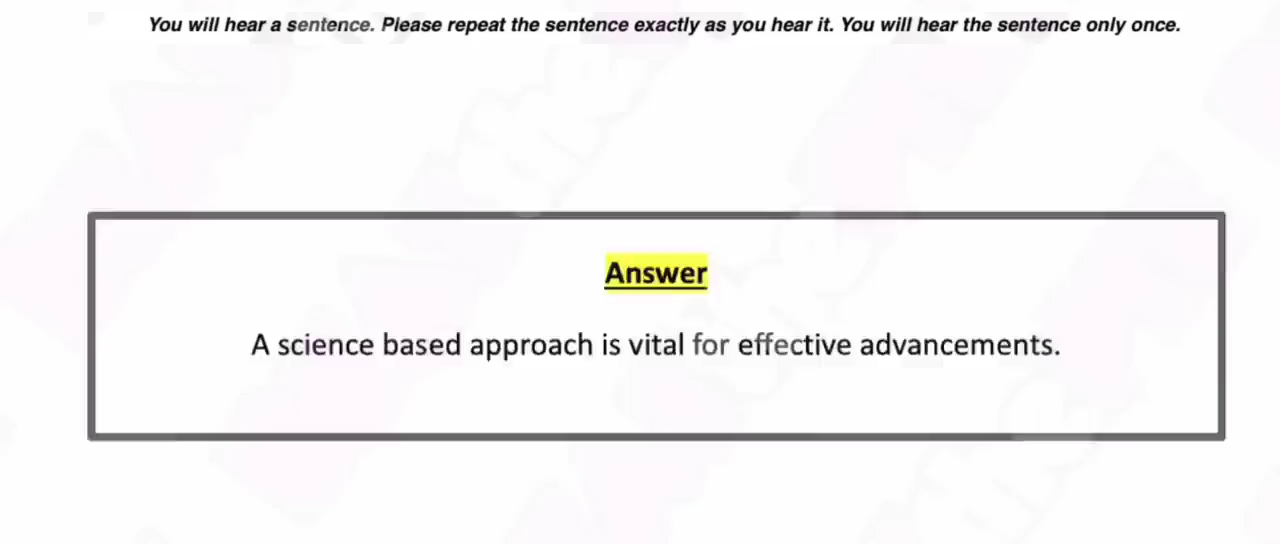 You will hear a sentence. Please repeat the sentence exactly as you hear it. You will hear the sentence only once.
Answer
A science based approach is vital for effective advancements.